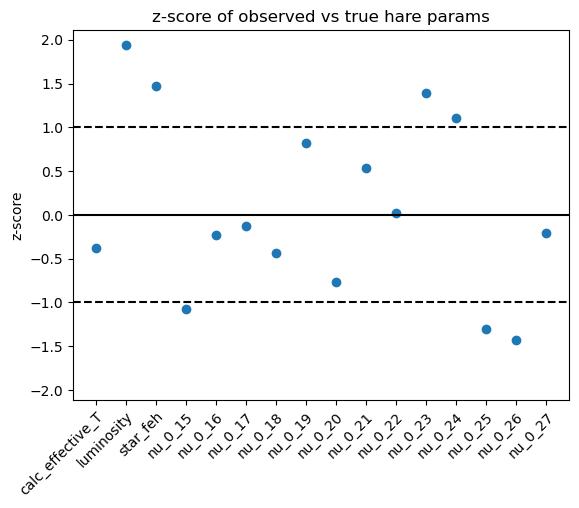 z-score of observed vs true hare params
z-score
2.0
1.5
1.0
0.5
0.0
−0.5
−1.0
−1.5
−2.0
calc_effective_T
luminosity
star_feh
nu_0_15
nu_0_16
nu_0_17
nu_0_18
nu_0_19
nu_0_20
nu_0_21
nu_0_22
nu_0_23
nu_0_24
nu_0_25
nu_0_26
nu_0_27